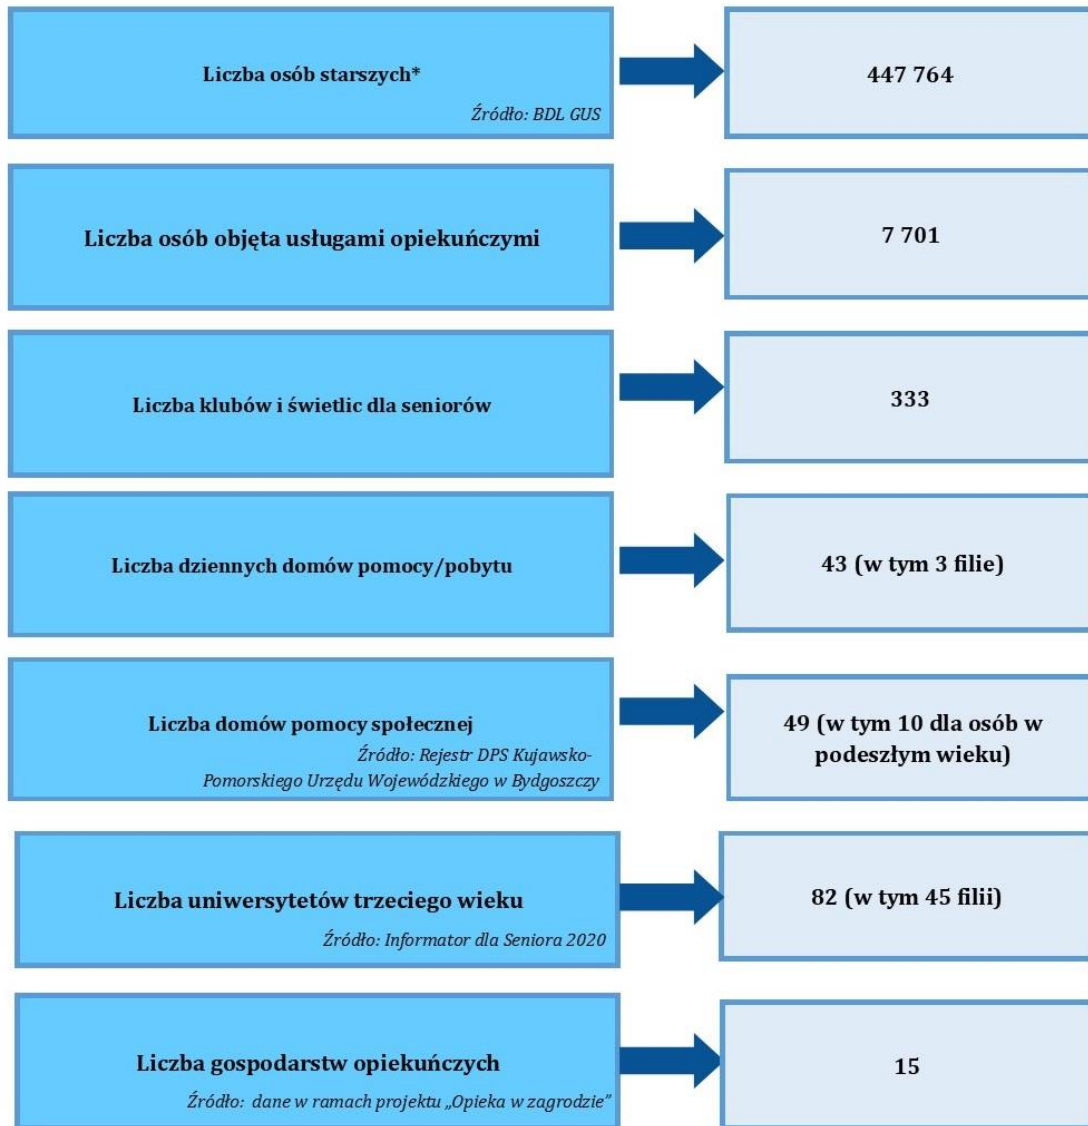 Liczba osób starszych*
Źródło: BDL GUS
447 764
Liczba osób objęta usługami opiekuńczymi
7 701
Liczba klubów i świetlic dla seniorów
333
Liczba dziennych domów pomocy/pobytu
43 (w tym 3 filie)
Liczba domów pomocy społecznej
Źródło: Rejestr DPS Kujawsko-
Pomorskiego Urzędu Wojewódzkiego w Bydgoszczy
49 (w tym 10 dla osób w
podeszłym wieku)
Liczba uniwersytetów trzeciego wieku
Źródło: Informator dla Seniora 2020
82 (w tym 45 filii)
Liczba gospodarstw opiekuńczych
Źródło: dane w ramach projektu „Opieka w zagrodzie"
15